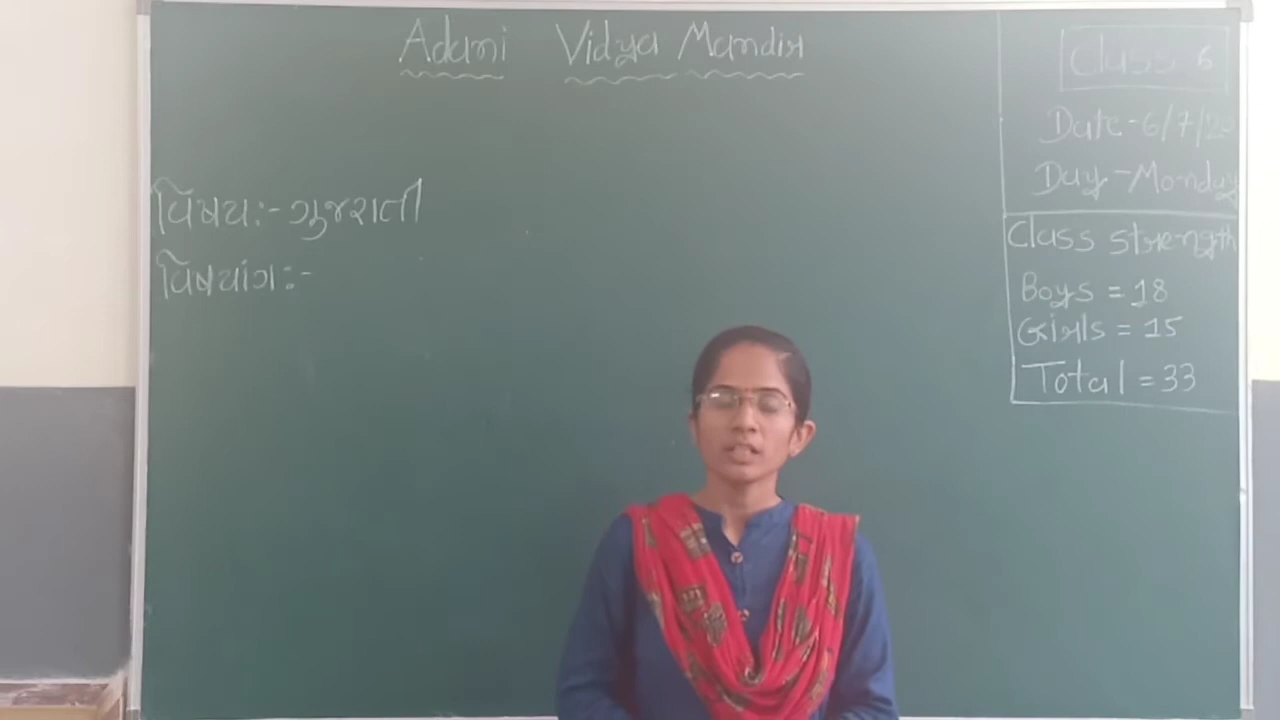 Adani Vidya Mandir
વિષય:- ગુજરાતી
વિષયાંગ:-
Class 6
Date - 6/7/20
Day - Monday
Class strength
Boys = 18
Girls = 15
Total = 33